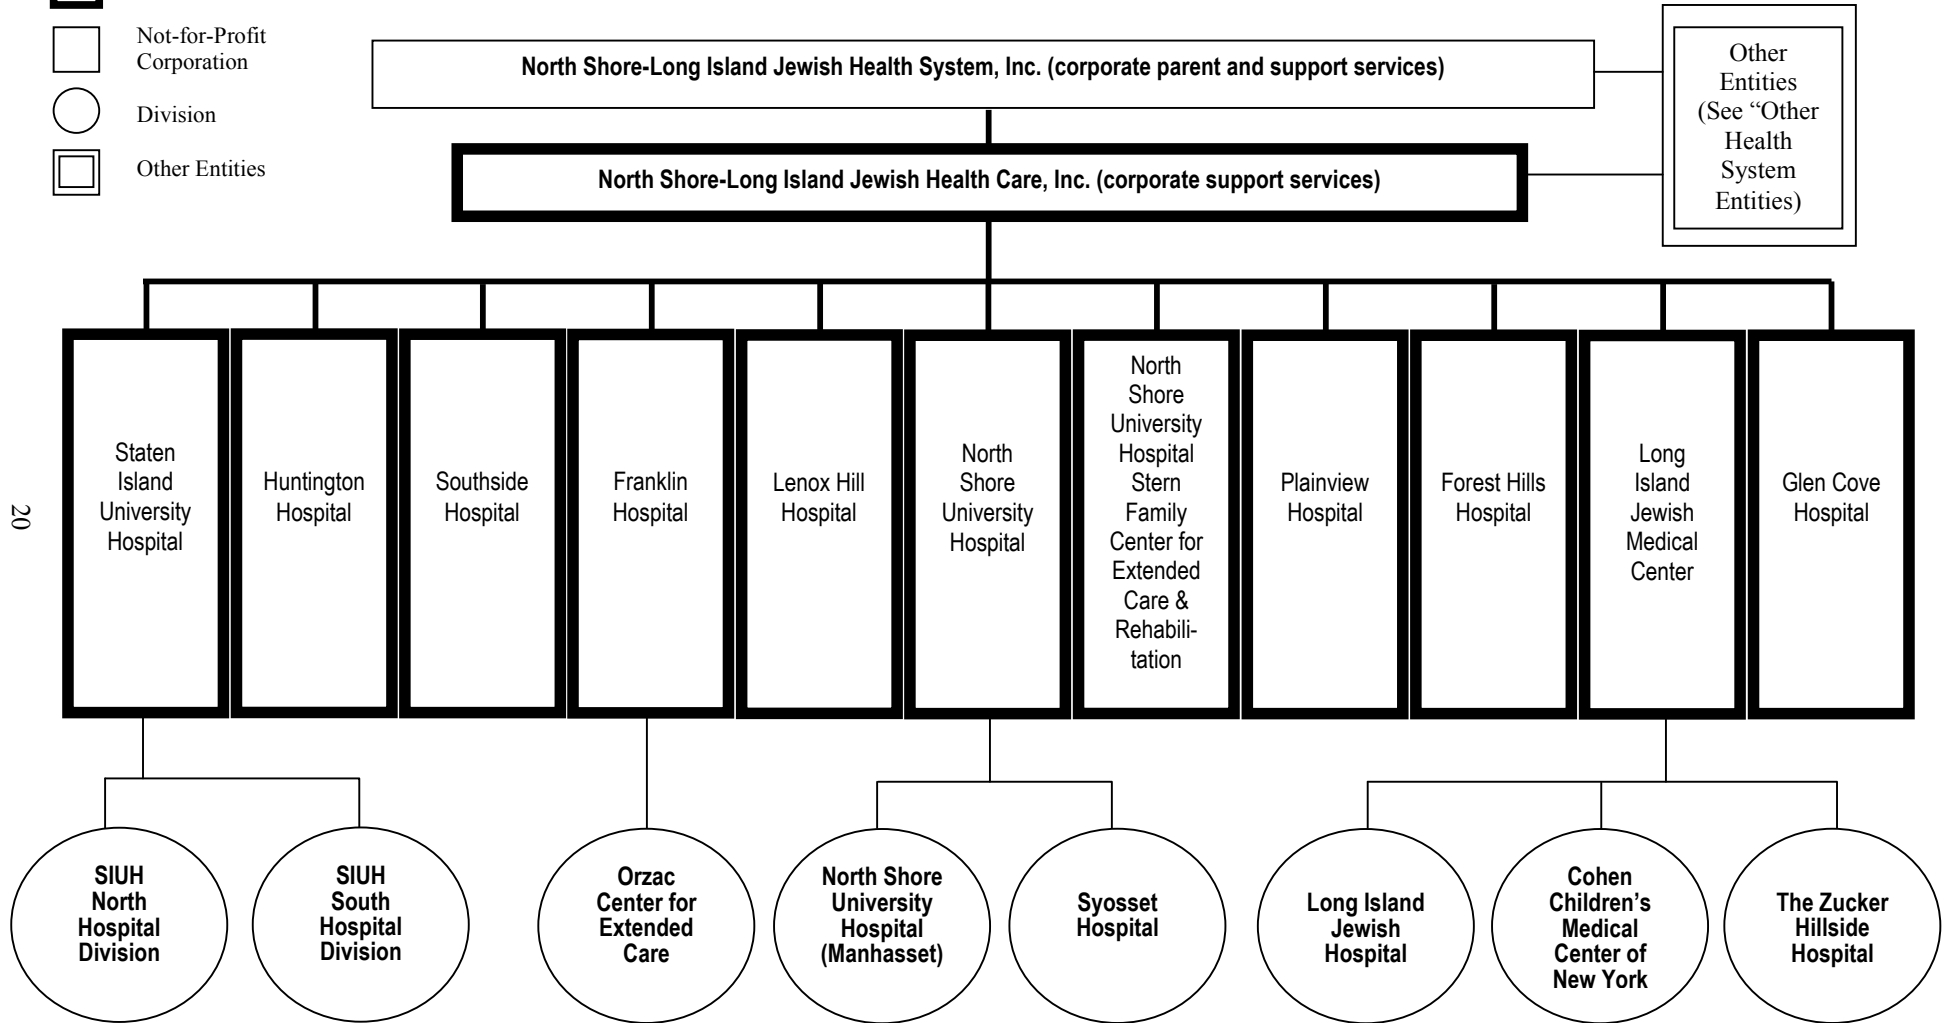 Not-for-Profit
Corporation
Division
Other Entities
North Shore-Long Island Jewish Health System, Inc. (corporate parent and support services)
North Shore-Long Island Jewish Health Care, Inc. (corporate support services)
Other
Entities
(See “Other
Health
System
Entities)
Staten
Island
University
Hospital
Huntington
Hospital
Southside
Hospital
Franklin
Hospital
Lenox Hill
Hospital
North
Shore
University
Hospital
North
Shore
University
Hospital
Stern
Family
Center for
Extended
Care &
Rehabili-
tation
Plainview
Hospital
Forest Hills
Hospital
Long
Island
Jewish
Medical
Center
Glen Cove
Hospital
20
SIUH
North
Hospital
Division
SIUH
South
Hospital
Division
Orzac
Center for
Extended
Care
North Shore
University
Hospital
(Manhasset)
Syosset
Hospital
Long Island
Jewish
Hospital
Cohen
Children’s
Medical
Center of
New York
The Zucker
Hillside
Hospital